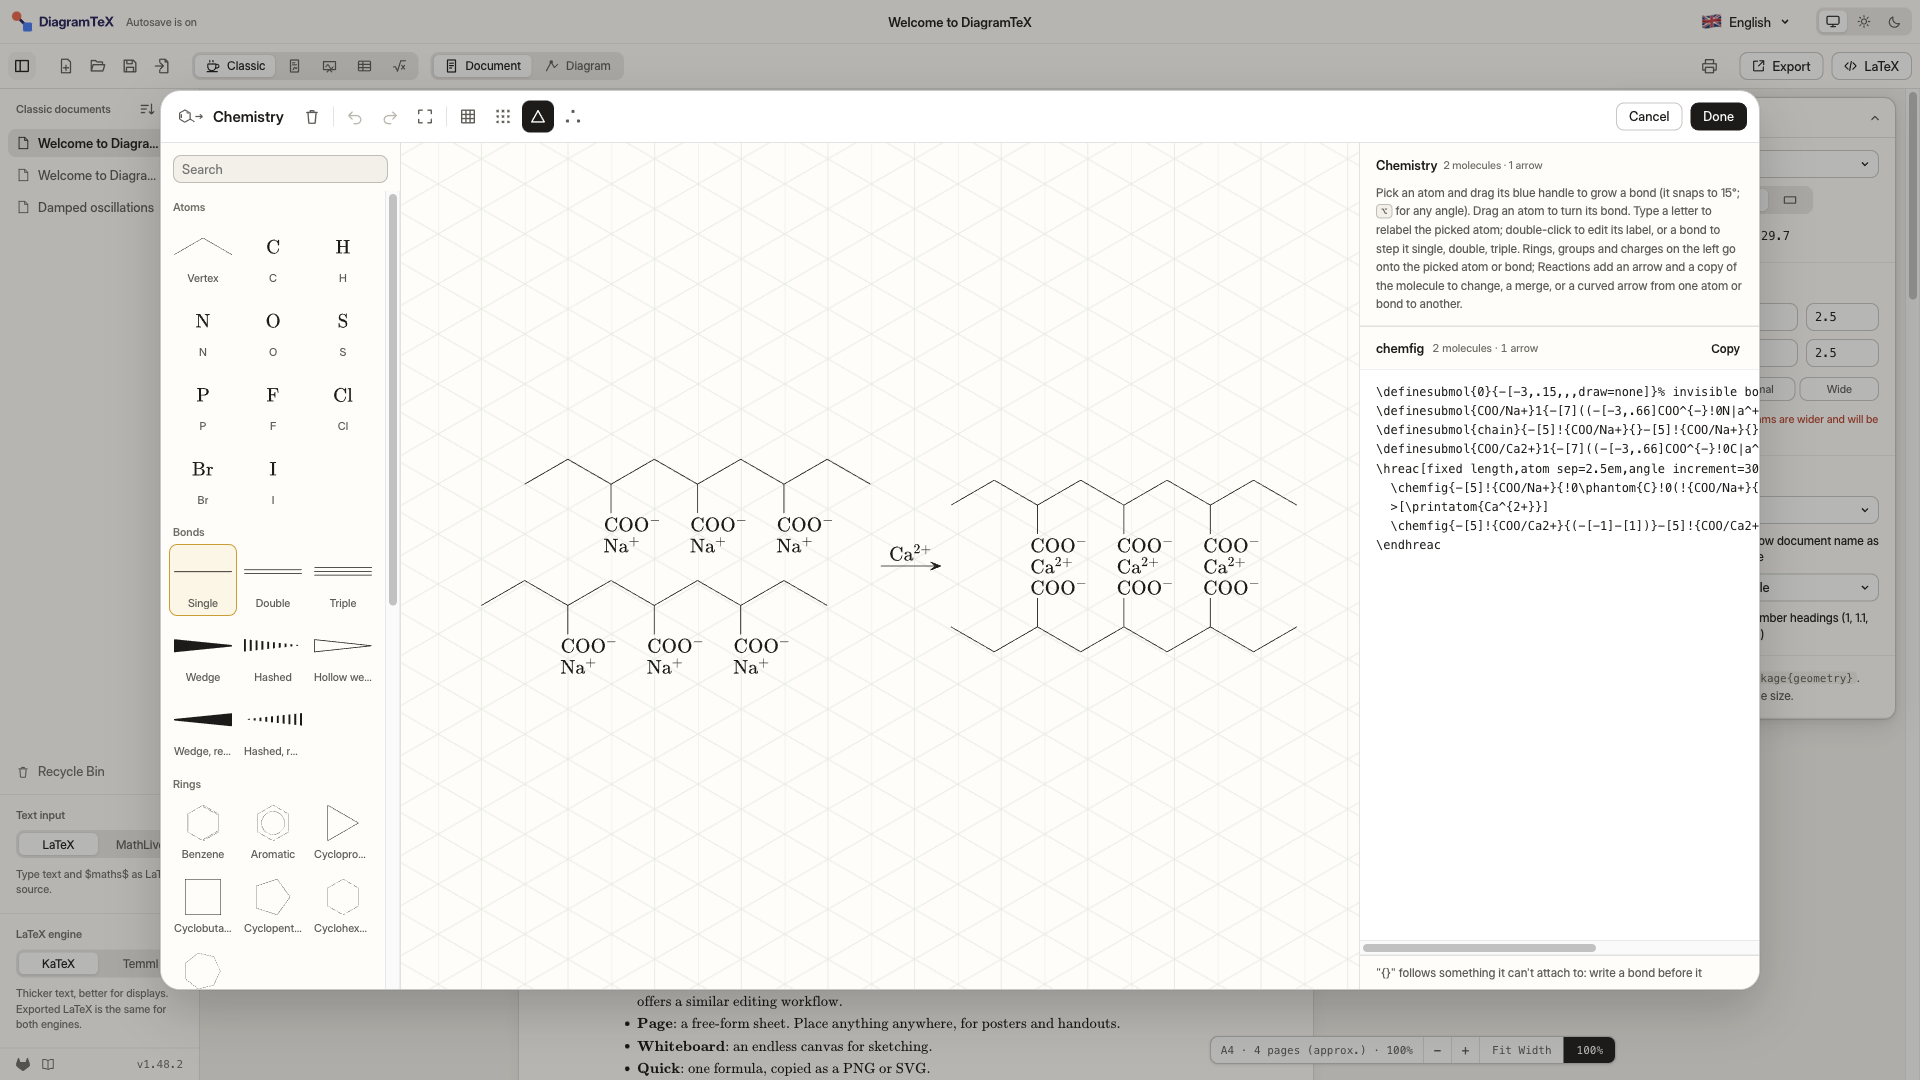 DiagramTeX
Autosave is on
Welcome to DiagramTeX
English
Classic
Document
Diagram
Export
LaTeX
Classic documents
Welcome to Diagra...
Welcome to Diagra...
Damped oscillations
Recycle Bin
Text input
LaTeX
MathLiv
Type text and $maths$ as LaT
source.
LaTeX engine
KaTeX
Temml
Thicker text, better for displays.
Exported LaTeX is the same for
both engines.
v1.48.2
Chemistry
Cancel
Done
Search
Atoms
Vertex
C
C
H
H
N
N
O
O
S
S
P
P
F
F
Cl
Cl
Br
Br
I
I
Bonds
Single
Double
Triple
Wedge
Hashed
Hollow we...
Wedge, re...
Hashed, r...
Rings
Benzene
Aromatic
Cyclopro...
Cyclobuta...
Cyclopent...
Cyclohex...
COO⁻ COO⁻ COO⁻
Na⁺ Na⁺ Na⁺
COO⁻ COO⁻ COO⁻
Na⁺ Na⁺ Na⁺
Ca²⁺
COO⁻ COO⁻ COO⁻
Ca²⁺ Ca²⁺ Ca²⁺
COO⁻ COO⁻ COO⁻
Chemistry 2 molecules · 1 arrow
Pick an atom and drag its blue handle to grow a bond (it snaps to 15°;
⌥ for any angle). Drag an atom to turn its bond. Type a letter to
relabel the picked atom; double-click to edit its label, or a bond to
step it single, double, triple. Rings, groups and charges on the left go
onto the picked atom or bond; Reactions add an arrow and a copy of
the molecule to change, a merge, or a curved arrow from one atom or
bond to another.
chemfig 2 molecules · 1 arrow
Copy
\definesubmol{0}{-[-3,.15,,,draw=none]}% invisible bo
\definesubmol{COO/Na+}1{-[7]((-[-3,.66]COO^{-}!0N|a^+
\definesubmol{chain}{-[5]!{COO/Na+}{}-[5]!{COO/Na+}{}
\definesubmol{COO/Ca2+}1{-[7]((-[-3,.66]COO^{-}!0C|a^
\hreac[fixed length,atom sep=2.5em,angle increment=30
\chemfig{-[5]!{COO/Na+}{!0\phantom{C}!0(!{COO/Na+}{
>[\printatom{Ca^{2+}}]
\chemfig{-[5]!{COO/Ca2+}{(-[-1]-[1])}-[5]!{COO/Ca2+
\endhreac
"{}" follows something it can't attach to: write a bond before it
29.7
2.5
2.5
nal
Wide
ms are wider and will be
ow document name as
e
le
mber headings (1, 1.1,
)
kage{geometry}.
e size.
offers a similar editing workflow.
• Page: a free-form sheet. Place anything anywhere, for posters and handouts.
• Whiteboard: an endless canvas for sketching.
• Quick: one formula, copied as a PNG or SVG.
A4 · 4 pages (approx.) · 100%
−
+
Fit Width
100%